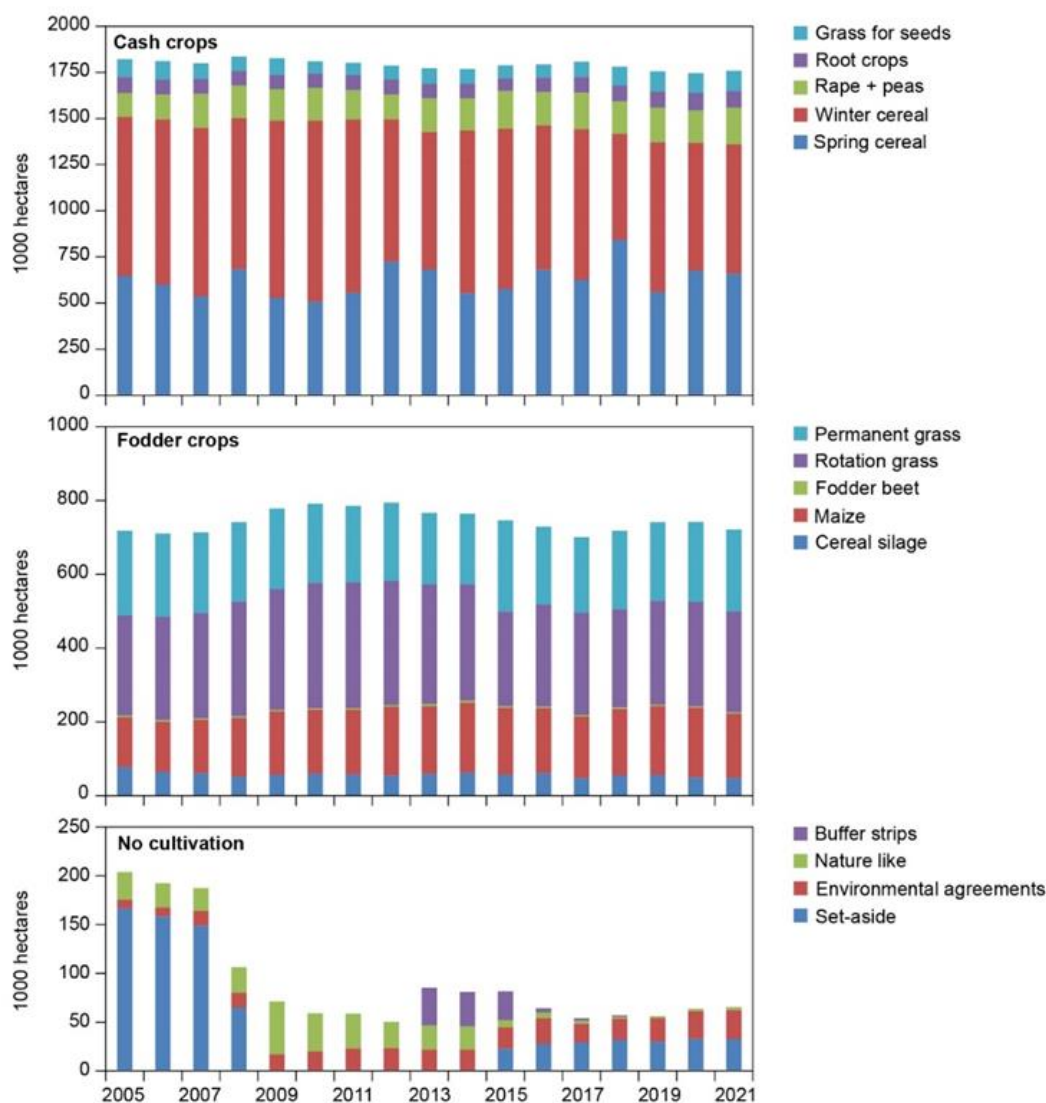 Cash crops
2000
1750
1500
1250
1000
750
500
250
0
1000 hectares
Grass for seeds
Root crops
Rape + peas
Winter cereal
Spring cereal
Fodder crops
1000
800
600
400
200
0
1000 hectares
Permanent grass
Rotation grass
Fodder beet
Maize
Cereal silage
No cultivation
250
200
150
100
50
0
1000 hectares
Buffer strips
Nature like
Environmental agreements
Set-aside
2005 2007 2009 2011 2013 2015 2017 2019 2021